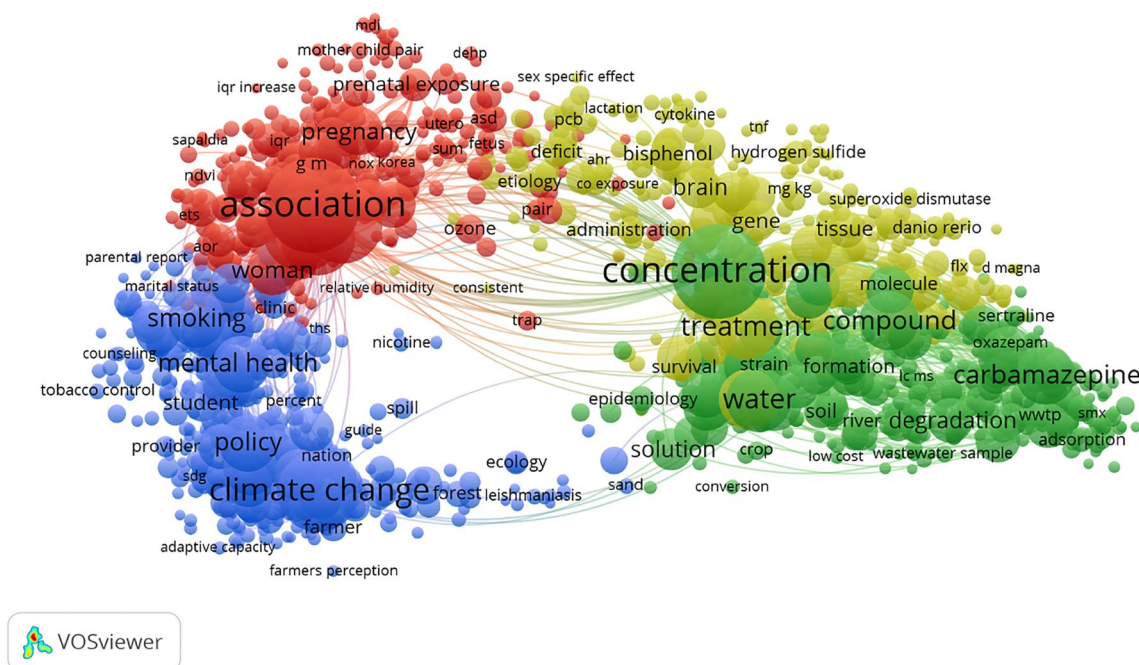 mdi
mother child pair
dehp
iqr increase
prenatal exposure
sex specific effect
lactation
sapaldia
iqr
pregnancy
utero
asd
pcb
cytokine
tnf
sum
fetus
deficit
ahr
bisphenol
hydrogen sulfide
ndvi
g m
nox korea
etiology
co exposure
brain
mg kg
superoxide dismutase
ets
association
pair
ozone
administration
gene
tissue
danio rerio
aor
parental report
woman
concentration
flx
d magna
marital status
clinic
relative humidity
consistent
molecule
smoking
ths
trap
treatment
compound
sertraline
oxazepam
nicotine
counseling
mental health
survival
strain
formation
lc ms
carbamazepine
tobacco control
student
percent
spill
epidemiology
water
soil
river
degradation
wwtp
smx
adsorption
provider
policy
guide
nation
solution
crop
low cost
wastewater sample
sdg
climate change
forest
ecology
leishmaniasis
sand
conversion
farmer
adaptive capacity
farmers perception
VOSviewer